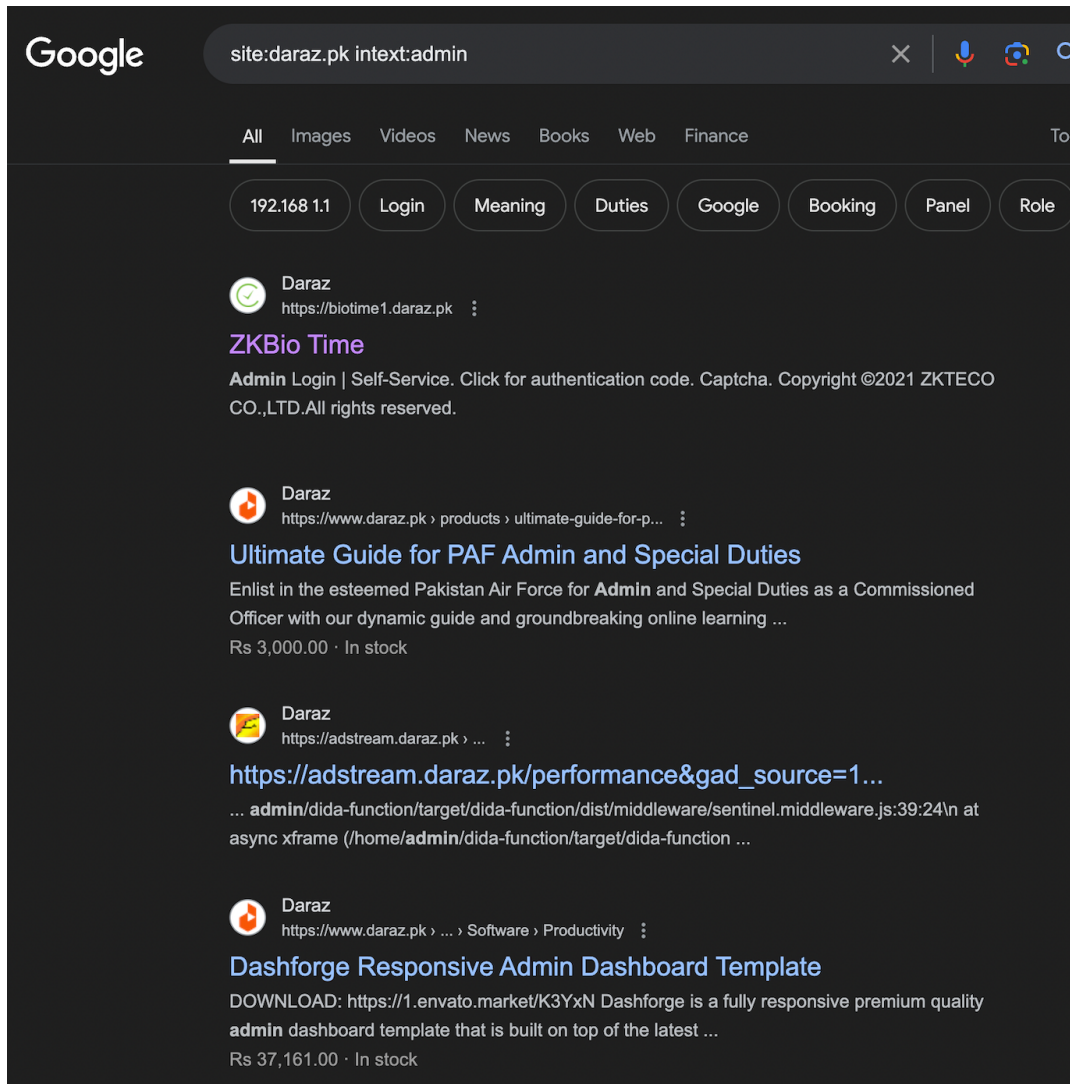 Google
site:daraz.pk intext:admin
All Images Videos News Books Web Finance To
192.168 1.1 Login Meaning Duties Google Booking Panel Role
Daraz
https://biotime1.daraz.pk
ZKBio Time
Admin Login | Self-Service. Click for authentication code. Captcha. Copyright ©2021 ZKTECO
CO.,LTD.All rights reserved.
Daraz
https://www.daraz.pk › products › ultimate-guide-for-p...
Ultimate Guide for PAF Admin and Special Duties
Enlist in the esteemed Pakistan Air Force for Admin and Special Duties as a Commissioned
Officer with our dynamic guide and groundbreaking online learning ...
Rs 3,000.00 · In stock
Daraz
https://adstream.daraz.pk › ...
https://adstream.daraz.pk/performance&gad_source=1...
... admin/dida-function/target/dida-function/dist/middleware/sentinel.middleware.js:39:24\n at
async xframe (/home/admin/dida-function/target/dida-function ...
Daraz
https://www.daraz.pk › ... › Software › Productivity
Dashforge Responsive Admin Dashboard Template
DOWNLOAD: https://1.envato.market/K3YxN Dashforge is a fully responsive premium quality
admin dashboard template that is built on top of the latest ...
Rs 37,161.00 · In stock